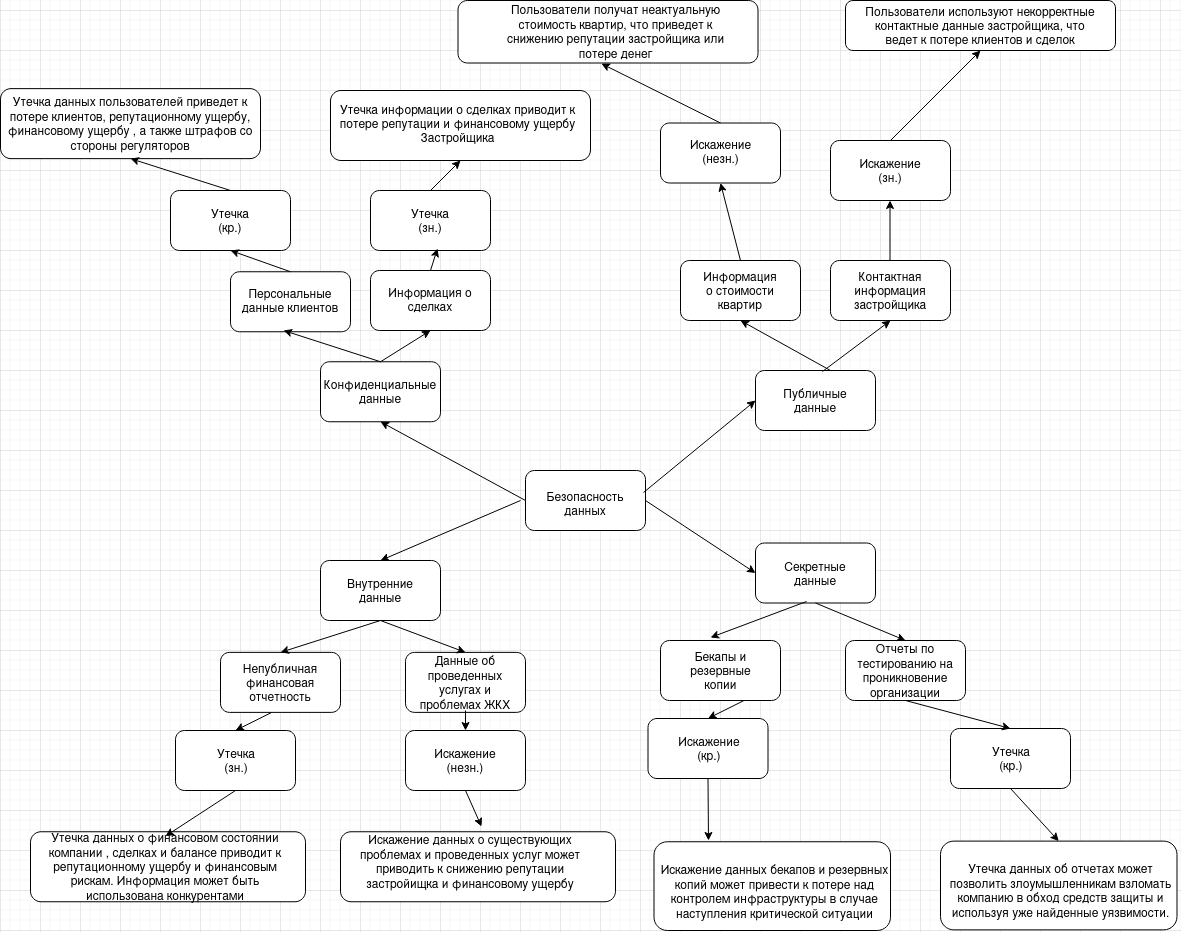 Пользователи получат неактуальную
стоимость квартир, что приведет к
снижению репутации застройщика или
потере денег
Пользователи используют некорректные
контактные данные застройщика, что
ведет к потере клиентов и сделок
Утечка данных пользователей приведет к
потере клиентов, репутационному ущербу,
финансовому ущербу , а также штрафов со
стороны регуляторов
Утечка информации о сделках приводит к
потере репутации и финансовому ущербу
Застройщика
Искажение
(незн.)
Искажение
(зн.)
Утечка
(кр.)
Утечка
(зн.)
Персональные
данные клиентов
Информация о
сделках
Информация
о стоимости
квартир
Контактная
информация
застройщика
Конфиденциальные
данные
Публичные
данные
Безопасность
данных
Внутренние
данные
Секретные
данные
Непубличная
финансовая
отчетность
Данные об
проведенных
услугах и
проблемах ЖКХ
Бекапы и
резервные
копии
Отчеты по
тестированию на
проникновение
организации
Утечка
(зн.)
Искажение
(незн.)
Искажение
(кр.)
Утечка
(кр.)
Утечка данных о финансовом состоянии
компании , сделках и балансе приводит к
репутационному ущербу и финансовым
рискам. Информация может быть
использована конкурентами
Искажение данных о существующих
проблемах и проведенных услуг может
приводить к снижению репутации
застройищка и финансовому ущербу
Искажение данных бекапов и резервных
копий может привести к потере над
контролем инфраструктуры в случае
наступления критической ситуации
Утечка данных об отчетах может
позволить злоумышленникам взломать
компанию в обход средств защиты и
используя уже найденные уязвимости.